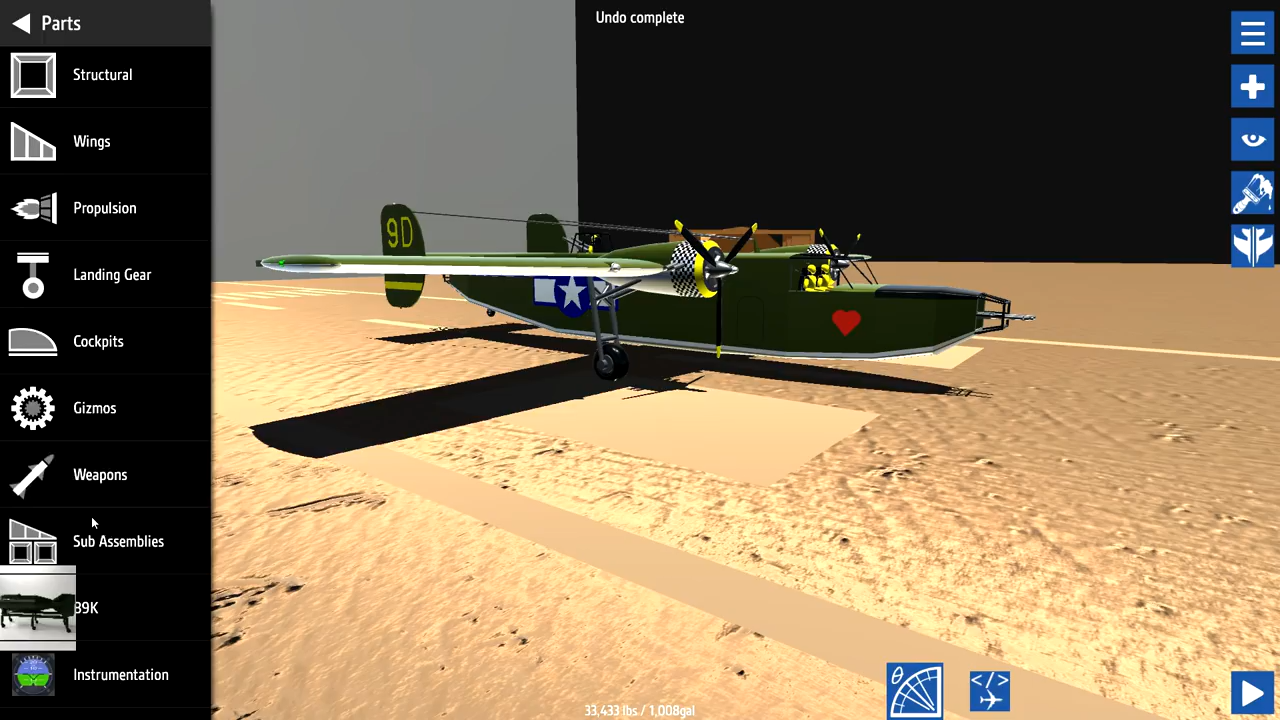 Parts
Undo complete
Structural
Wings
Propulsion
Landing Gear
Cockpits
Gizmos
Weapons
Sub Assemblies
39K
Instrumentation
9D
θ
</>
33,433 lbs / 1,008gal